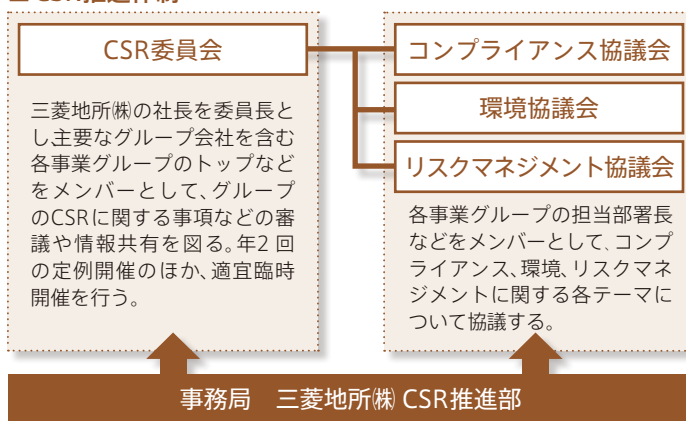 CSR委員会
三菱地所㈱の社長を委員長と
し、主要なグループ会社を含む
各事業グループのトップなど
をメンバーとして、グループ
のCSRに関する事項などの審
議や情報共有を図る。年2回
の定例開催のほか、適宜臨時
開催を行う。
コンプライアンス協議会
環境協議会
リスクマネジメント協議会
各事業グループの担当部署長
などをメンバーとして、コンプ
ライアンス、環境、リスクマネ
ジメントに関する各テーマに
ついて協議する。
事務局　三菱地所㈱ CSR推進部